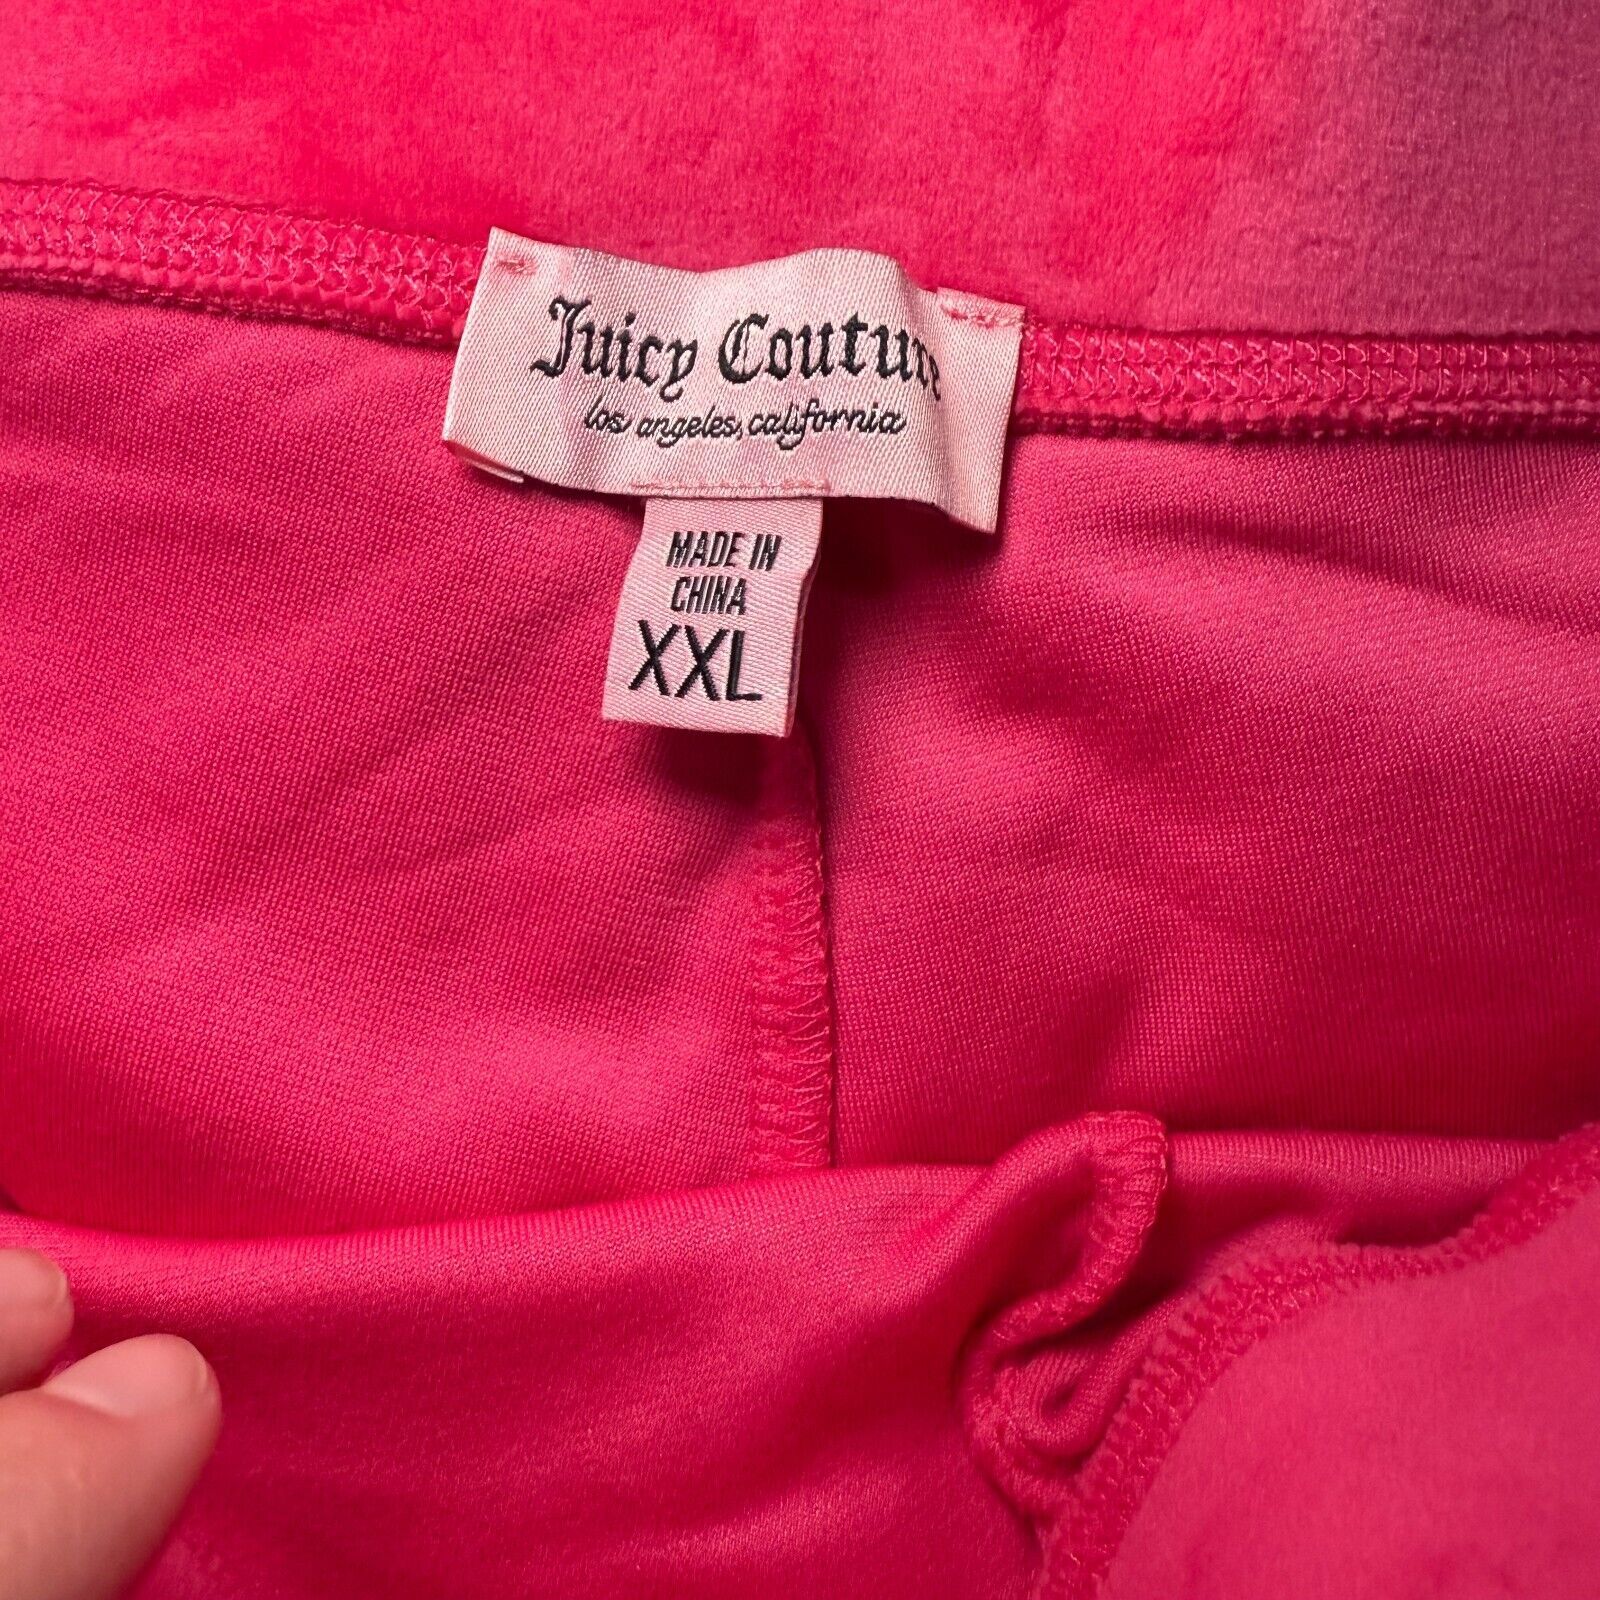 Juicy Couture
los angeles, california
MADE IN
CHINA
XXL